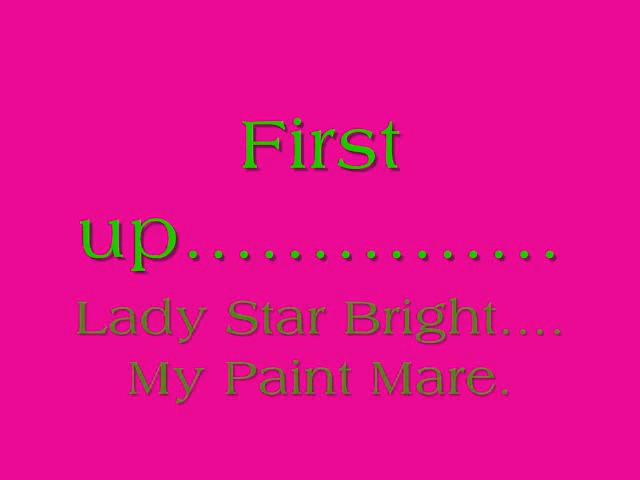 First
up...............
Lady Star Bright....
My Paint Mare.